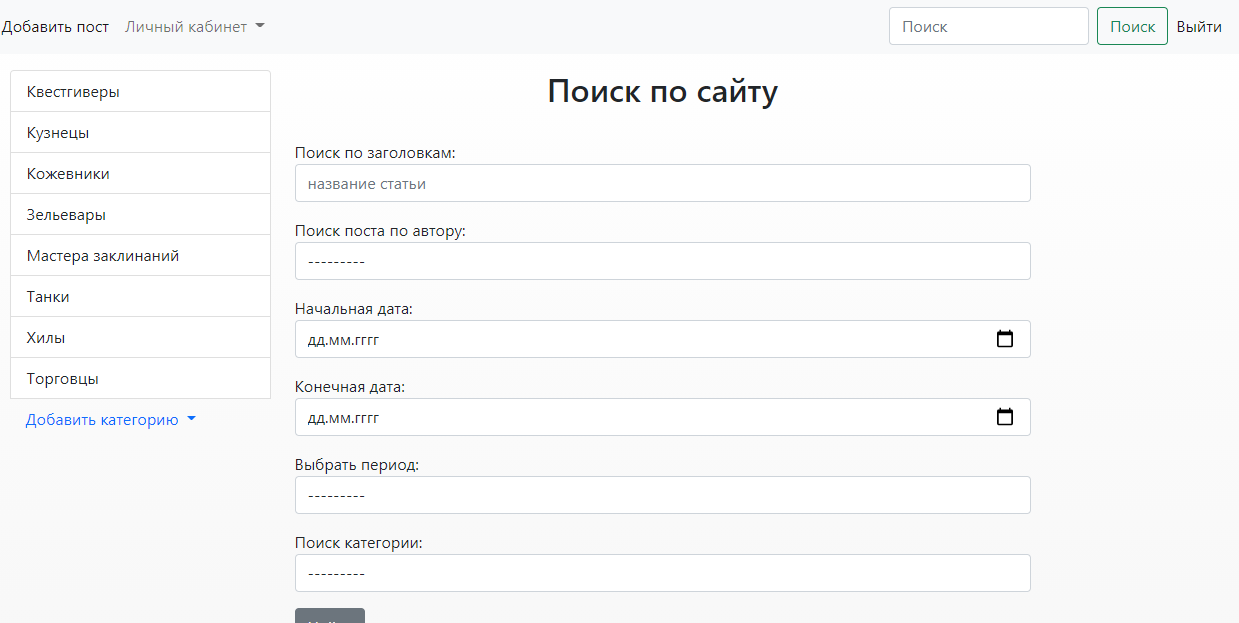 Добавить пост Личный кабинет Поиск Поиск Выйти
Квестгиверы
Кузнецы
Кожевники
Зельевары
Мастера заклинаний
Танки
Хилы
Торговцы
Добавить категорию
Поиск по сайту
Поиск по заголовкам:
название статьи
Поиск поста по автору:
---------
Начальная дата:
дд.мм.гггг
Конечная дата:
дд.мм.гггг
Выбрать период:
---------
Поиск категории:
---------